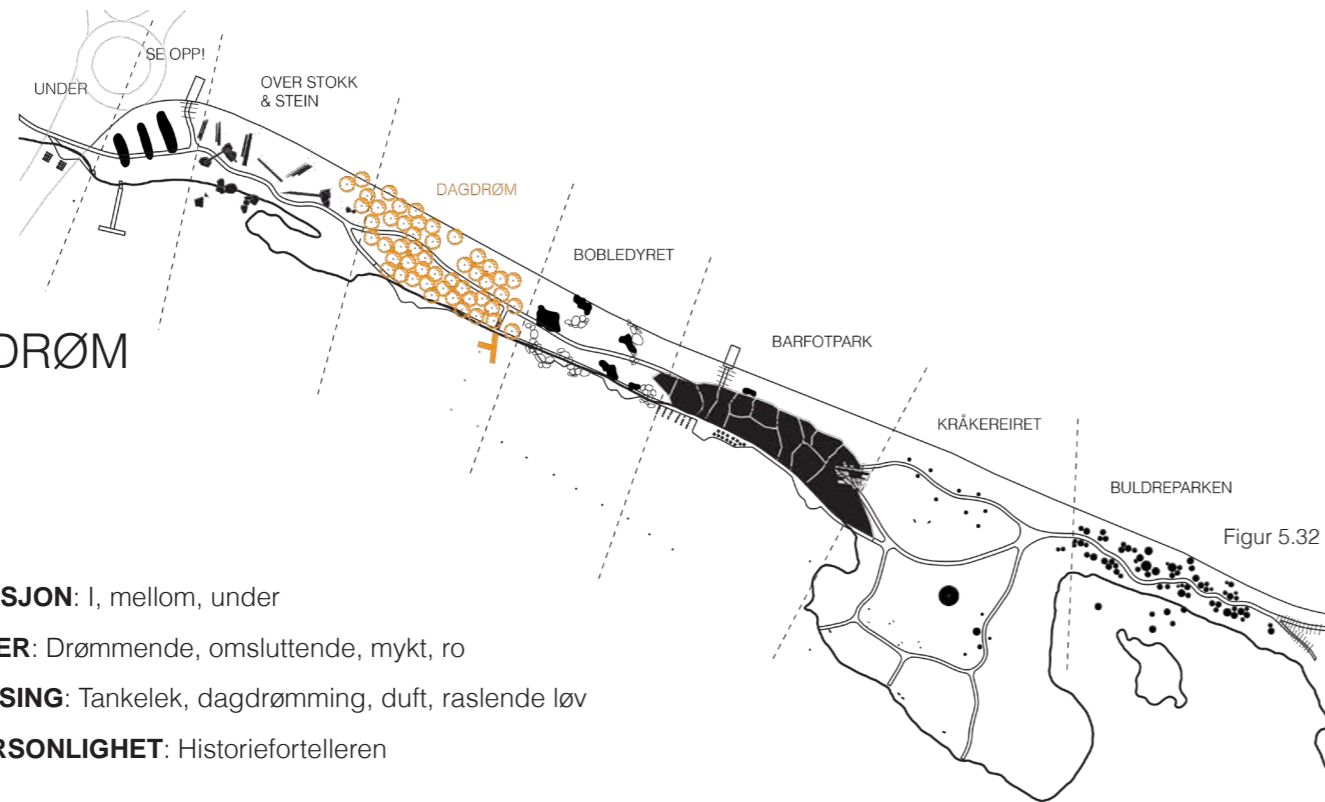 SE OPP!
UNDER
OVER STOKK
& STEIN
DAGDRØM
BOBLEDYRET
DRØM
BARFOTPARK
KRÅKEREIRET
BULDREPARKEN
Figur 5.32
SJON: I, mellom, under
ER: Drømmende, omsluttende, mykt, ro
SING: Tankelek, dagdrømming, duft, raslende løv
RSONLIGHET: Historiefortelleren